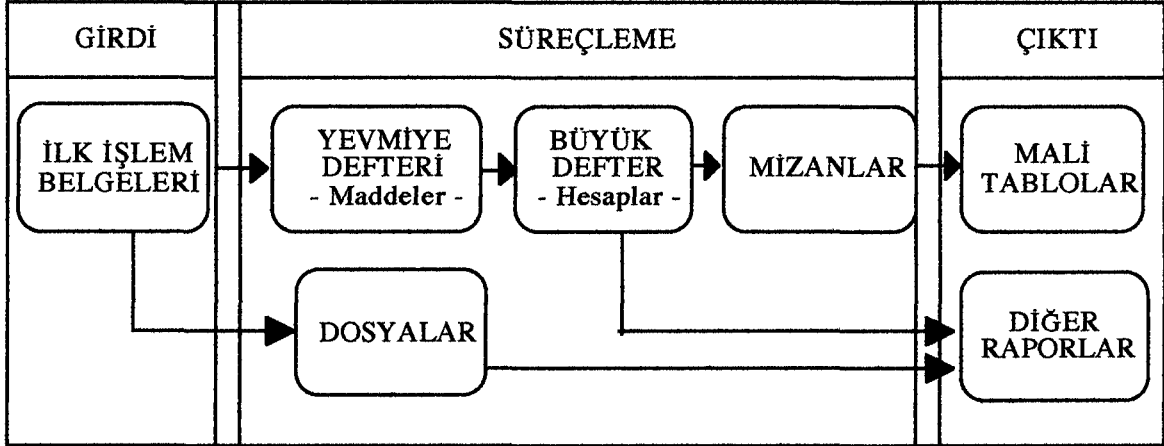 GİRDİ
SÜREÇLEME
ÇIKTI
İLK İŞLEM
BELGELERİ
YEVMİYE
DEFTERİ
- Maddeler -
BÜYÜK
DEFTER
- Hesaplar -
MİZANLAR
MALİ
TABLOLAR
DOSYALAR
DİĞER
RAPORLAR